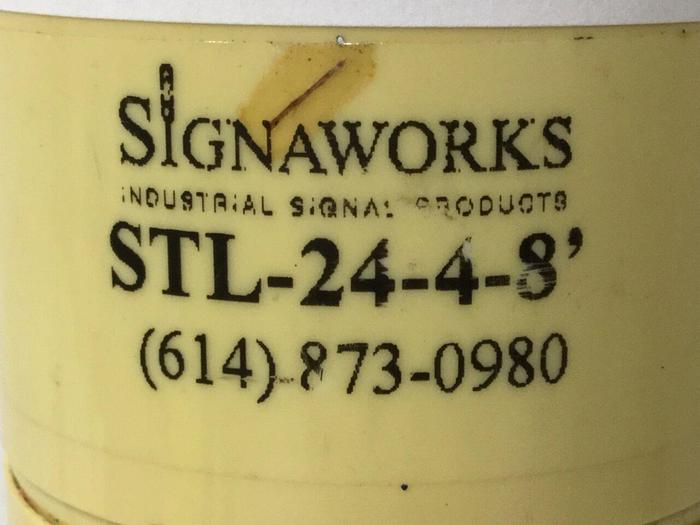 SIGNAWORKS
INDUSTRIAL SIGNAL PRODUCTS
STL-24-4-8'
(614)-873-0980